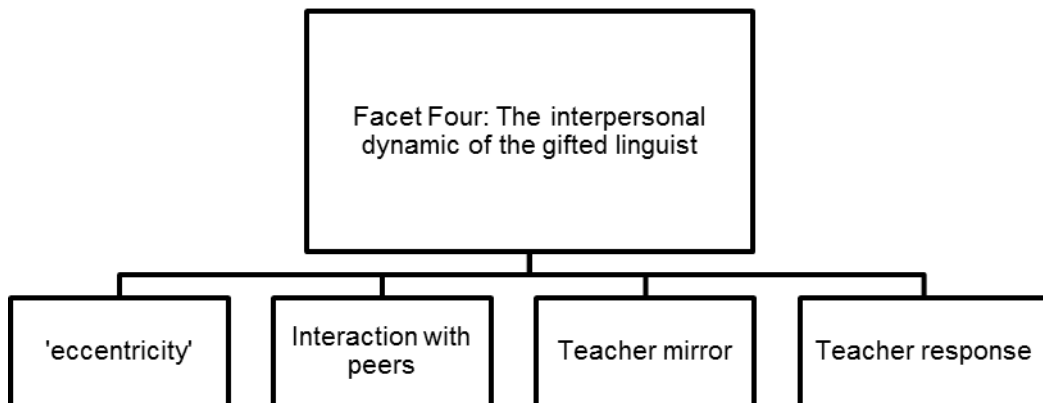 Facet Four: The interpersonal
dynamic of the gifted linguist
'eccentricity'
Interaction with
peers
Teacher mirror
Teacher response